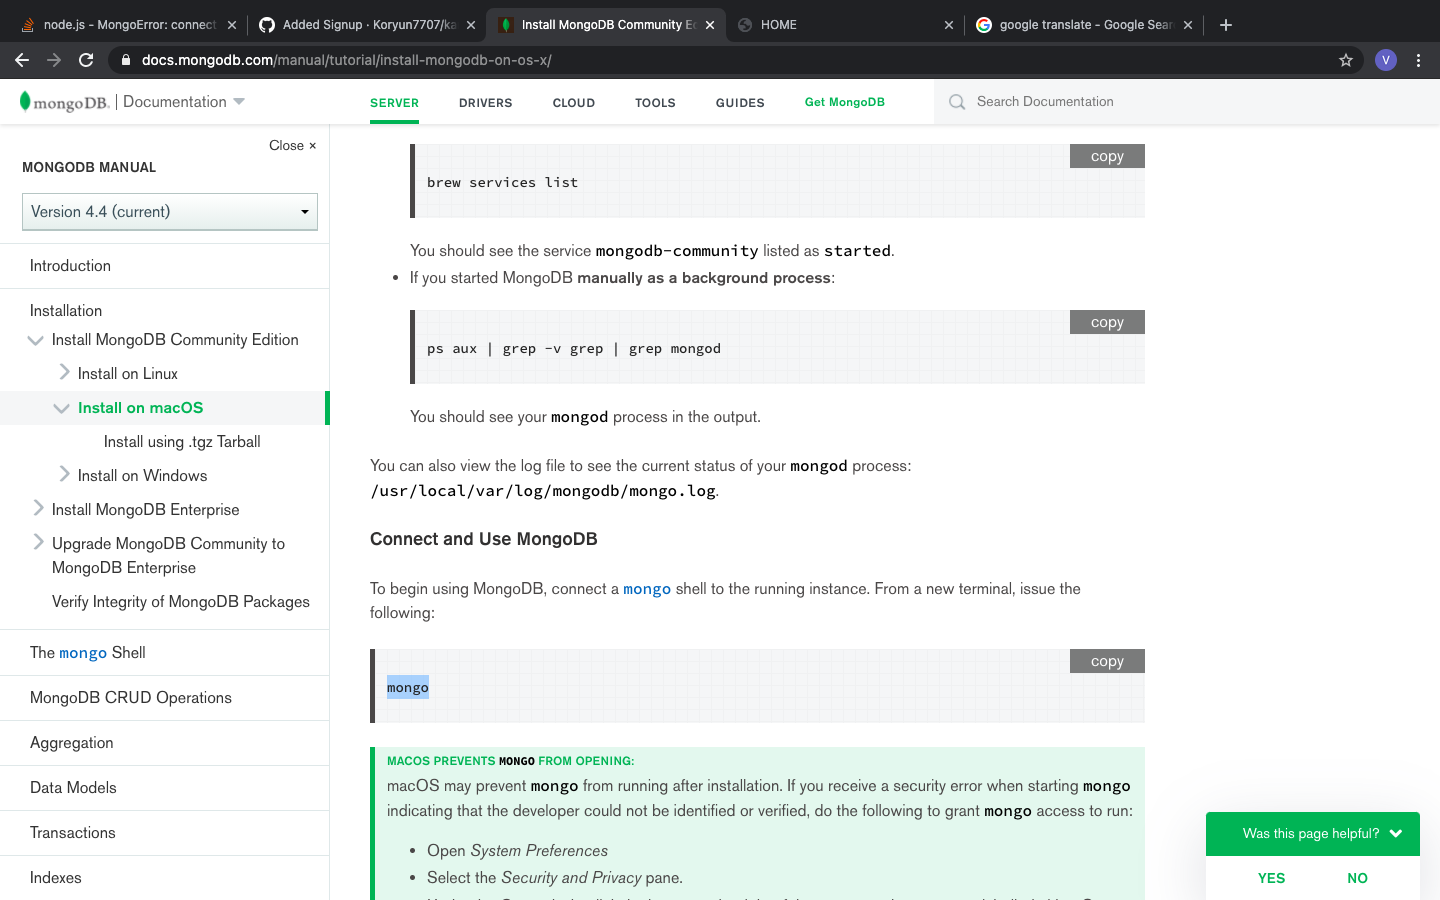 node.js - MongoError: connect
Added Signup · Koryun7707/ka
Install MongoDB Community Ed
HOME
google translate - Google Sear
docs.mongodb.com/manual/tutorial/install-mongodb-on-os-x/
V
mongoDB. | Documentation
SERVER
DRIVERS
CLOUD
TOOLS
GUIDES
Get MongoDB
Search Documentation
Close ×
MONGODB MANUAL
Version 4.4 (current)
Introduction
Installation
Install MongoDB Community Edition
Install on Linux
Install on macOS
Install using .tgz Tarball
Install on Windows
Install MongoDB Enterprise
Upgrade MongoDB Community to
MongoDB Enterprise
Verify Integrity of MongoDB Packages
The mongo Shell
MongoDB CRUD Operations
Aggregation
Data Models
Transactions
Indexes
copy
brew services list
You should see the service mongodb-community listed as started.
• If you started MongoDB manually as a background process:
copy
ps aux | grep -v grep | grep mongod
You should see your mongod process in the output.
You can also view the log file to see the current status of your mongod process:
/usr/local/var/log/mongodb/mongo.log.
Connect and Use MongoDB
To begin using MongoDB, connect a mongo shell to the running instance. From a new terminal, issue the
following:
copy
mongo
MACOS PREVENTS MONGO FROM OPENING:
macOS may prevent mongo from running after installation. If you receive a security error when starting mongo
indicating that the developer could not be identified or verified, do the following to grant mongo access to run:
• Open System Preferences
• Select the Security and Privacy pane.
Was this page helpful?
YES
NO